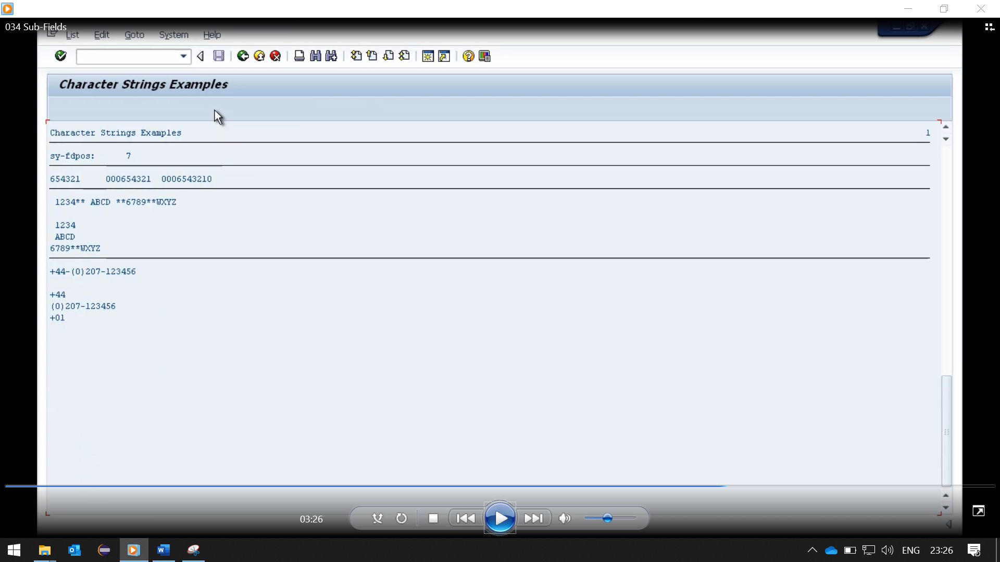 034 Sub-Fields
List Edit Goto System Help
Character Strings Examples
Character Strings Examples 1
sy-fdpos: 7
654321 000654321 0006543210
1234** ABCD **6789**WXYZ
1234
ABCD
6789**WXYZ
+44-(0)207-123456
+44
(0)207-123456
+01
03:26
ENG 23:26